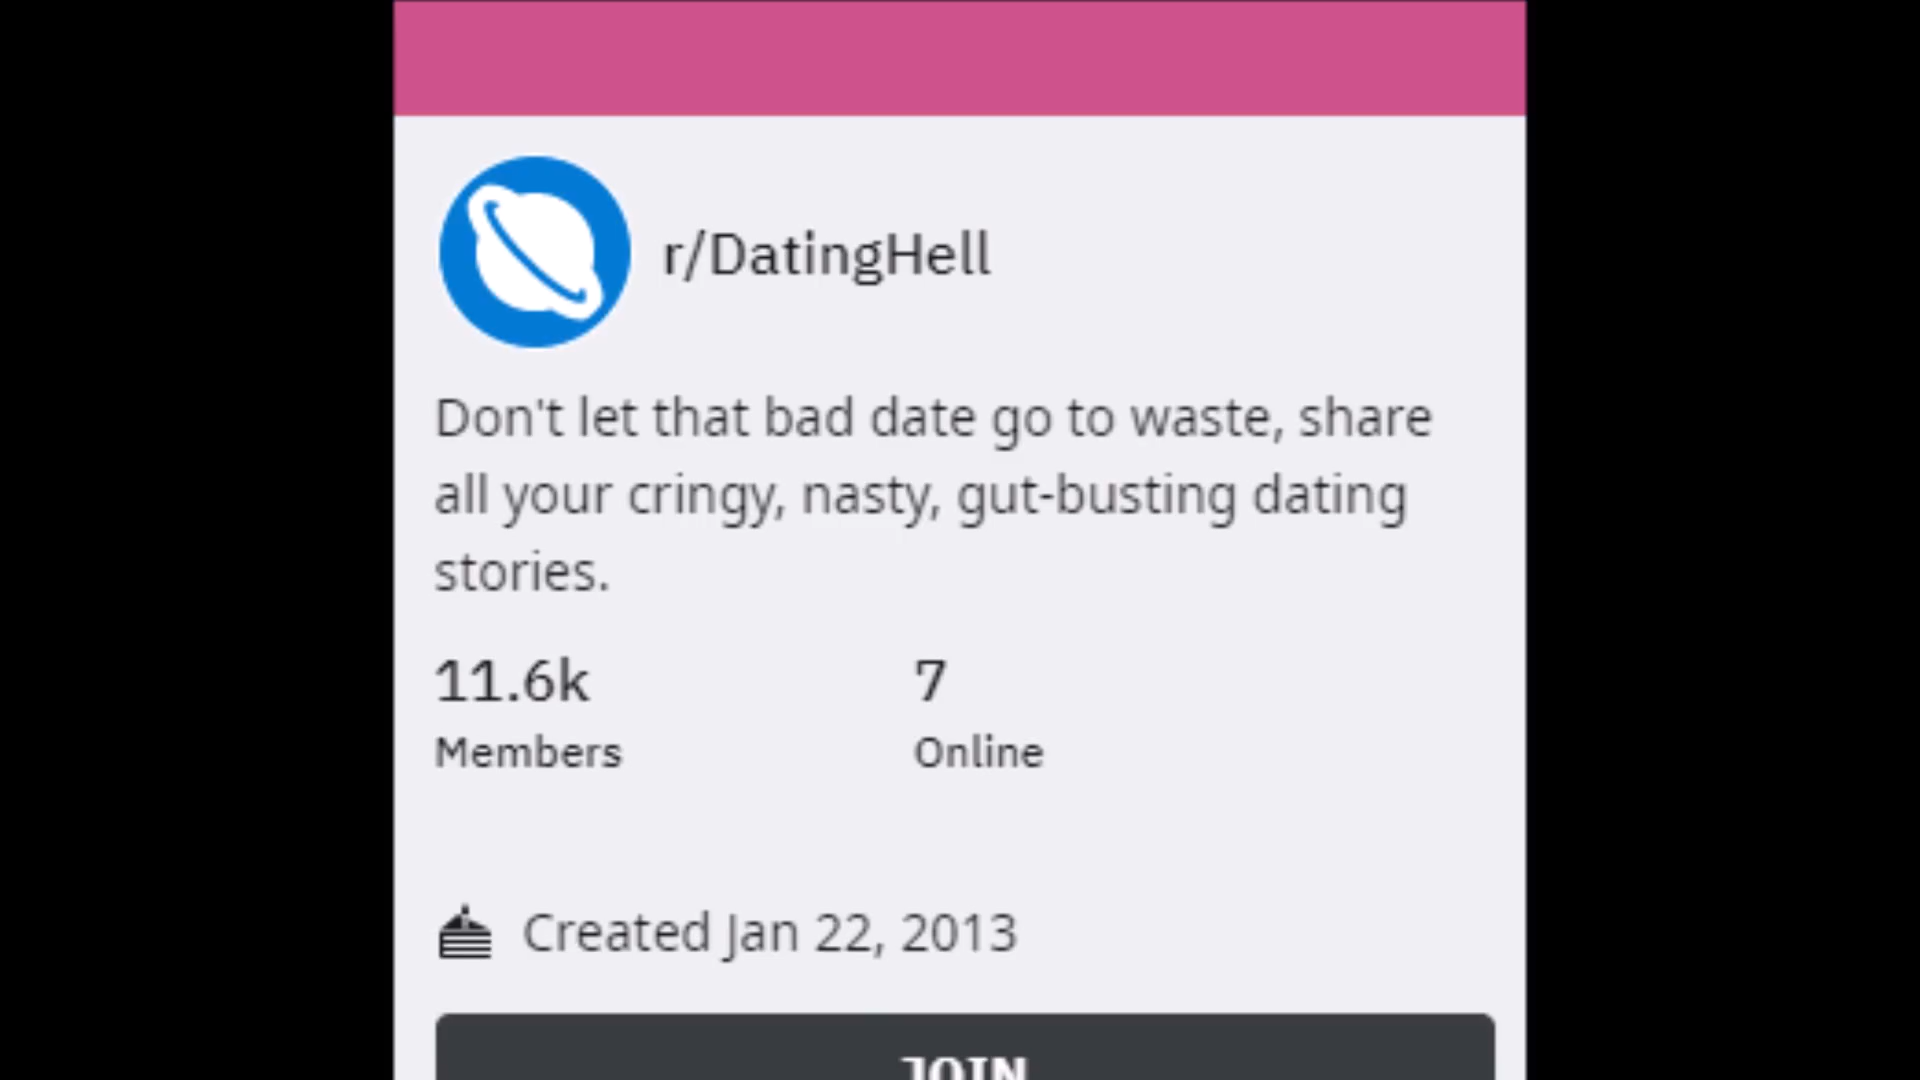 r/DatingHell
Don't let that bad date go to waste, share
all your cringy, nasty, gut-busting dating
stories.
11.6k
7
Members
Online
Created Jan 22, 2013
JOIN